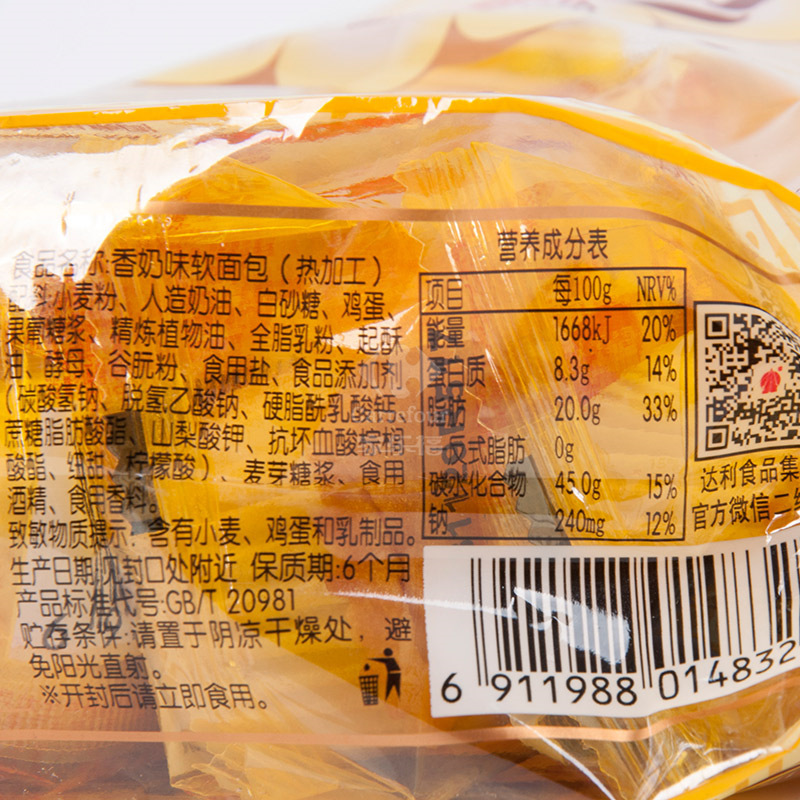 食品名称:香奶味软面包（热加工）
配料:小麦粉、人造奶油、白砂糖、鸡蛋、
果葡糖浆、精炼植物油、全脂乳粉、起酥
油、酵母、谷朊粉、食用盐、食品添加剂
（碳酸氢钠、脱氢乙酸钠、硬脂酰乳酸钙、
蔗糖脂肪酸酯、山梨酸钾、抗坏血酸棕榈
酸酯、纽甜、柠檬酸）、麦芽糖浆、食用
酒精、食用香料。
致敏物质提示:含有小麦、鸡蛋和乳制品。
生产日期:见封口处附近 保质期:6个月
产品标准代号:GB/T 20981
贮存条件:请置于阴凉干燥处，避
免阳光直射。
※开封后请立即食用。
营养成分表
项目 每100g NRV%
能量 1668kJ 20%
蛋白质 8.3g 14%
脂肪 20.0g 33%
反式脂肪 0g
碳水化合物 45.0g 15%
钠 240mg 12%
达利食品集
官方微信二维
6 911988 014832